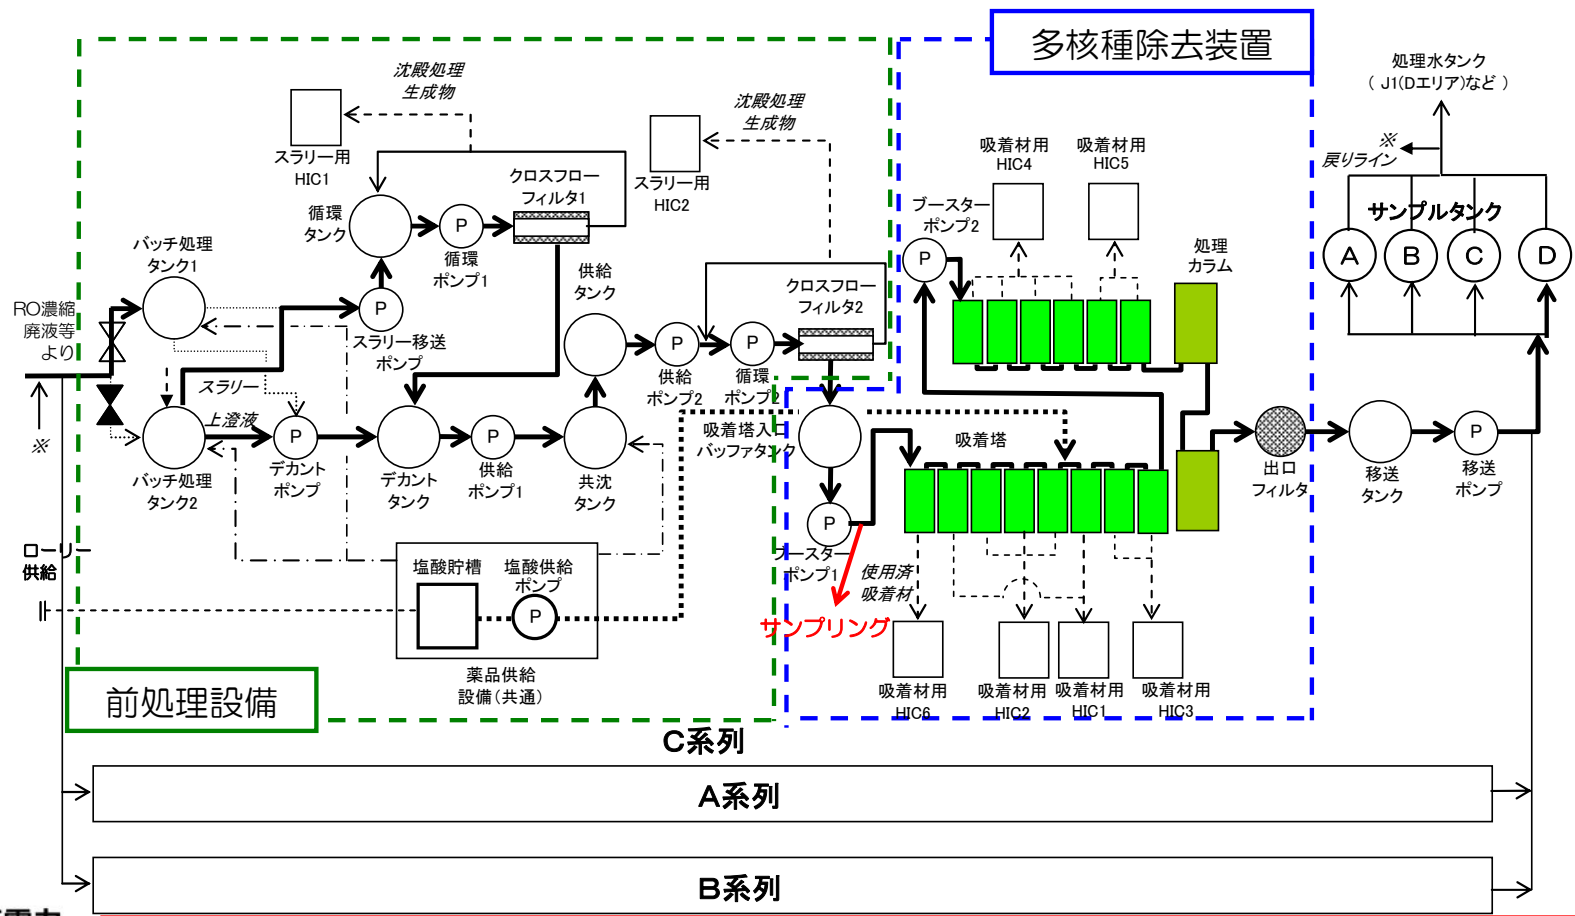 多核種除去装置
処理水タンク
（ J1(Dエリア)など ）
※
戻りライン
サンプルタンク
A
B
C
D
沈殿処理
生成物
スラリー用
HIC1
沈殿処理
生成物
スラリー用
HIC2
クロスフロー
フィルタ1
循環
タンク
P
循環
ポンプ1
バッチ処理
タンク1
RO濃縮
廃液等
より
P
スラリー移送
ポンプ
供給
タンク
クロスフロー
フィルタ2
P
供給
ポンプ2
P
循環
ポンプ2
吸着材用
HIC4
吸着材用
HIC5
ブースター
ポンプ2
P
処理
カラム
スラリー
上澄液
※
バッチ処理
タンク2
P
デカント
ポンプ
デカント
タンク
P
供給
ポンプ1
共沈
タンク
吸着塔入口
バッファタンク
吸着塔
出口
フィルタ
移送
タンク
P
移送
ポンプ
P
ブースター
ポンプ1
使用済
吸着材
サンプリング
ローリー
供給
塩酸貯槽
塩酸供給
ポンプ
P
薬品供給
設備（共通）
吸着材用
HIC6
吸着材用
HIC2
吸着材用
HIC1
吸着材用
HIC3
前処理設備
C系列
A系列
B系列